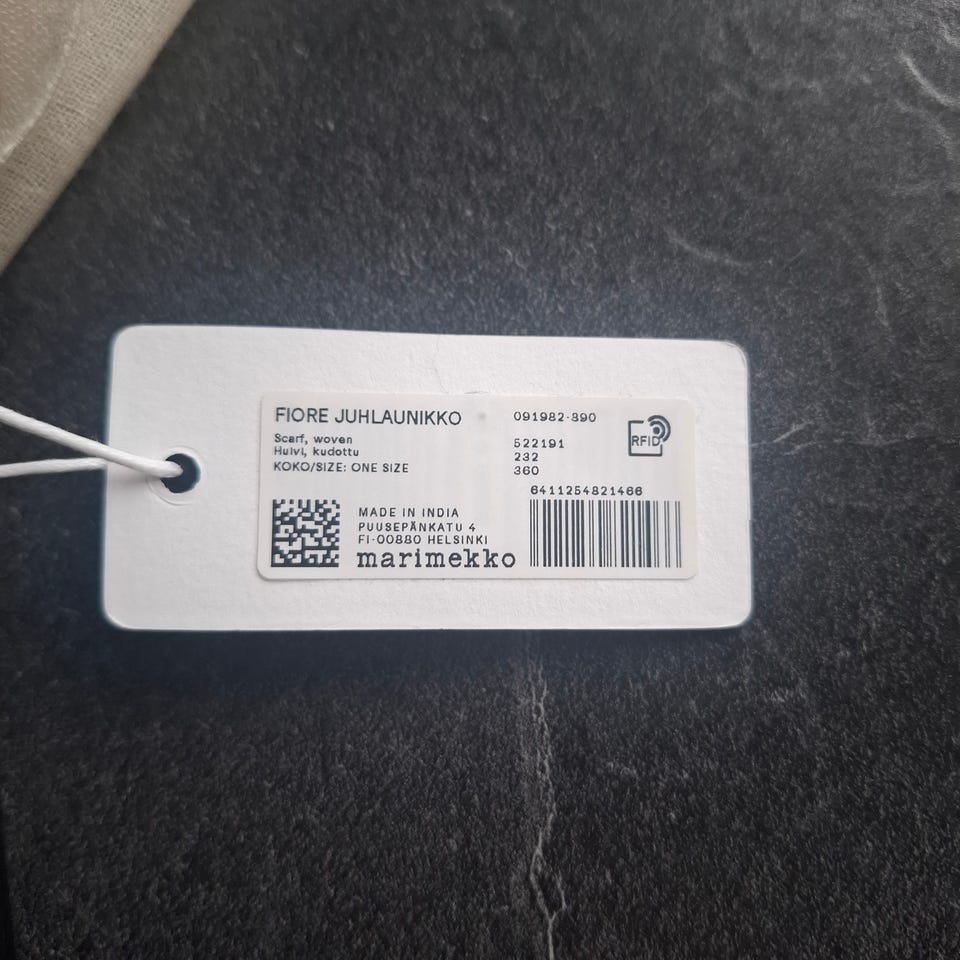 FIORE JUHLAUNIKKO
Scarf, woven
Huivi, kudottu
KOKO/SIZE: ONE SIZE
091982-890
522191
232
360
RFID
6411254821466
MADE IN INDIA
PUUSEPÄNKATU 4
FI-00880 HELSINKI
marimekko